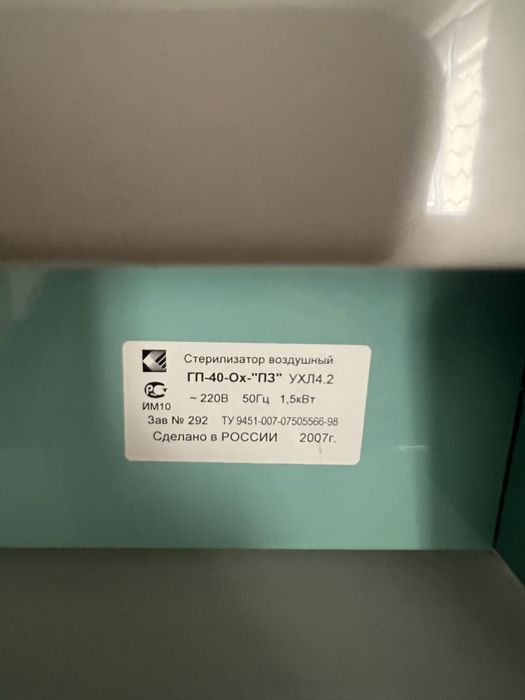 Стерилизатор воздушный
ГП-40-Ох-"ПЗ" УХЛ4.2
ИМ10
~ 220В 50Гц 1,5кВт
Зав № 292 ТУ 9451-007-07505566-98
Сделано в РОССИИ 2007г.